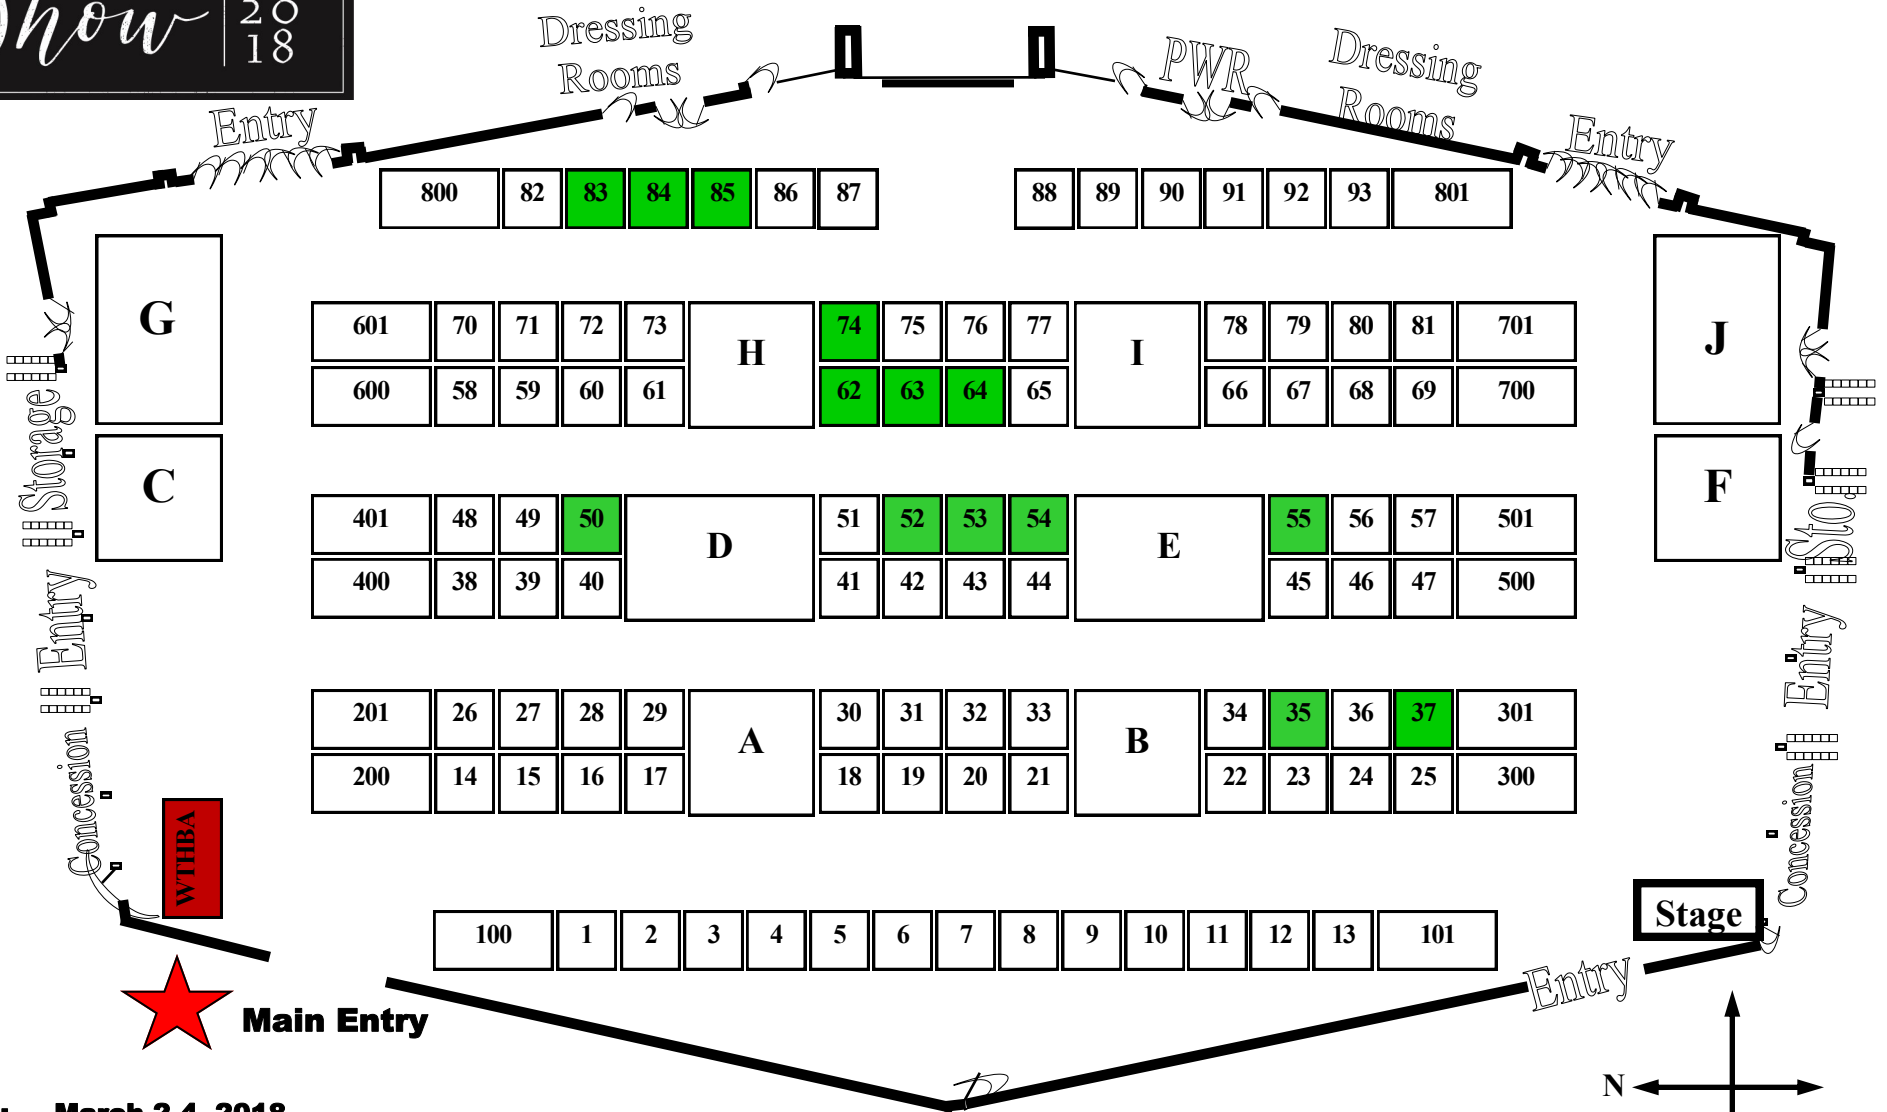 Show 20
18
Dressing
Rooms
PWR
Dressing
Rooms
Entry
Entry
800 82 83 84 85 86 87 88 89 90 91 92 93 801
G
J
601 70 71 72 73 H 74 75 76 77 I 78 79 80 81 701
600 58 59 60 61 62 63 64 65 66 67 68 69 700
Storage
C
F
Sto.
401 48 49 50 D 51 52 53 54 E 55 56 57 501
400 38 39 40 41 42 43 44 45 46 47 500
Entry
Entry
201 26 27 28 29 A 30 31 32 33 B 34 35 36 37 301
200 14 15 16 17 18 19 20 21 22 23 24 25 300
Concession
Concession
WTHBA
Stage
100 1 2 3 4 5 6 7 8 9 10 11 12 13 101
Entry
Main Entry
N
March 2-4, 2018